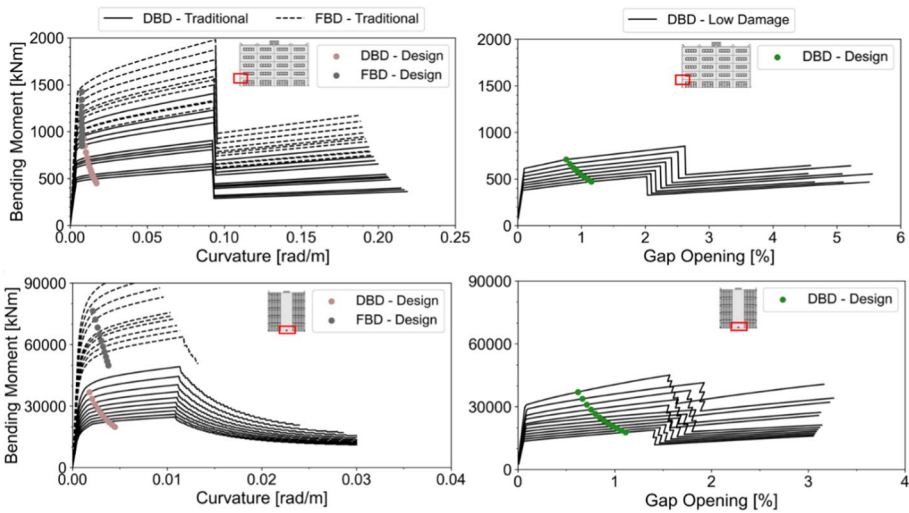 DBD - Traditional FBD - Traditional DBD - Low Damage
2000
1500
1000
500
0
Bending Moment [kNm]
DBD - Design
FBD - Design
0.00 0.05 0.10 0.15 0.20 0.25
Curvature [rad/m]
2000
1500
1000
500
0
DBD - Design
0 1 2 3 4 5 6
Gap Opening [%]
90000
60000
30000
0
Bending Moment [kNm]
DBD - Design
FBD - Design
0.00 0.01 0.02 0.03 0.04
Curvature [rad/m]
90000
60000
30000
0
DBD - Design
0 1 2 3 4
Gap Opening [%]